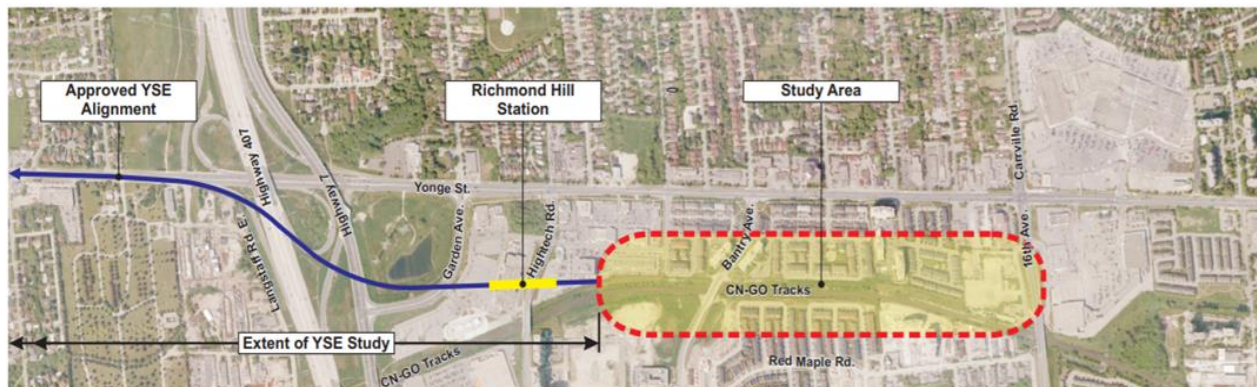 Approved YSE
Alignment
Richmond Hill
Station
Study Area
Highway 407
Highway 7
Langstaff Rd E.
Yonge St.
Garden Ave.
Hightech Rd.
Bantry Ave.
Carrville Rd.
16th Ave.
CN-GO Tracks
Extent of YSE Study
CN-GO Tracks
Red Maple Rd.